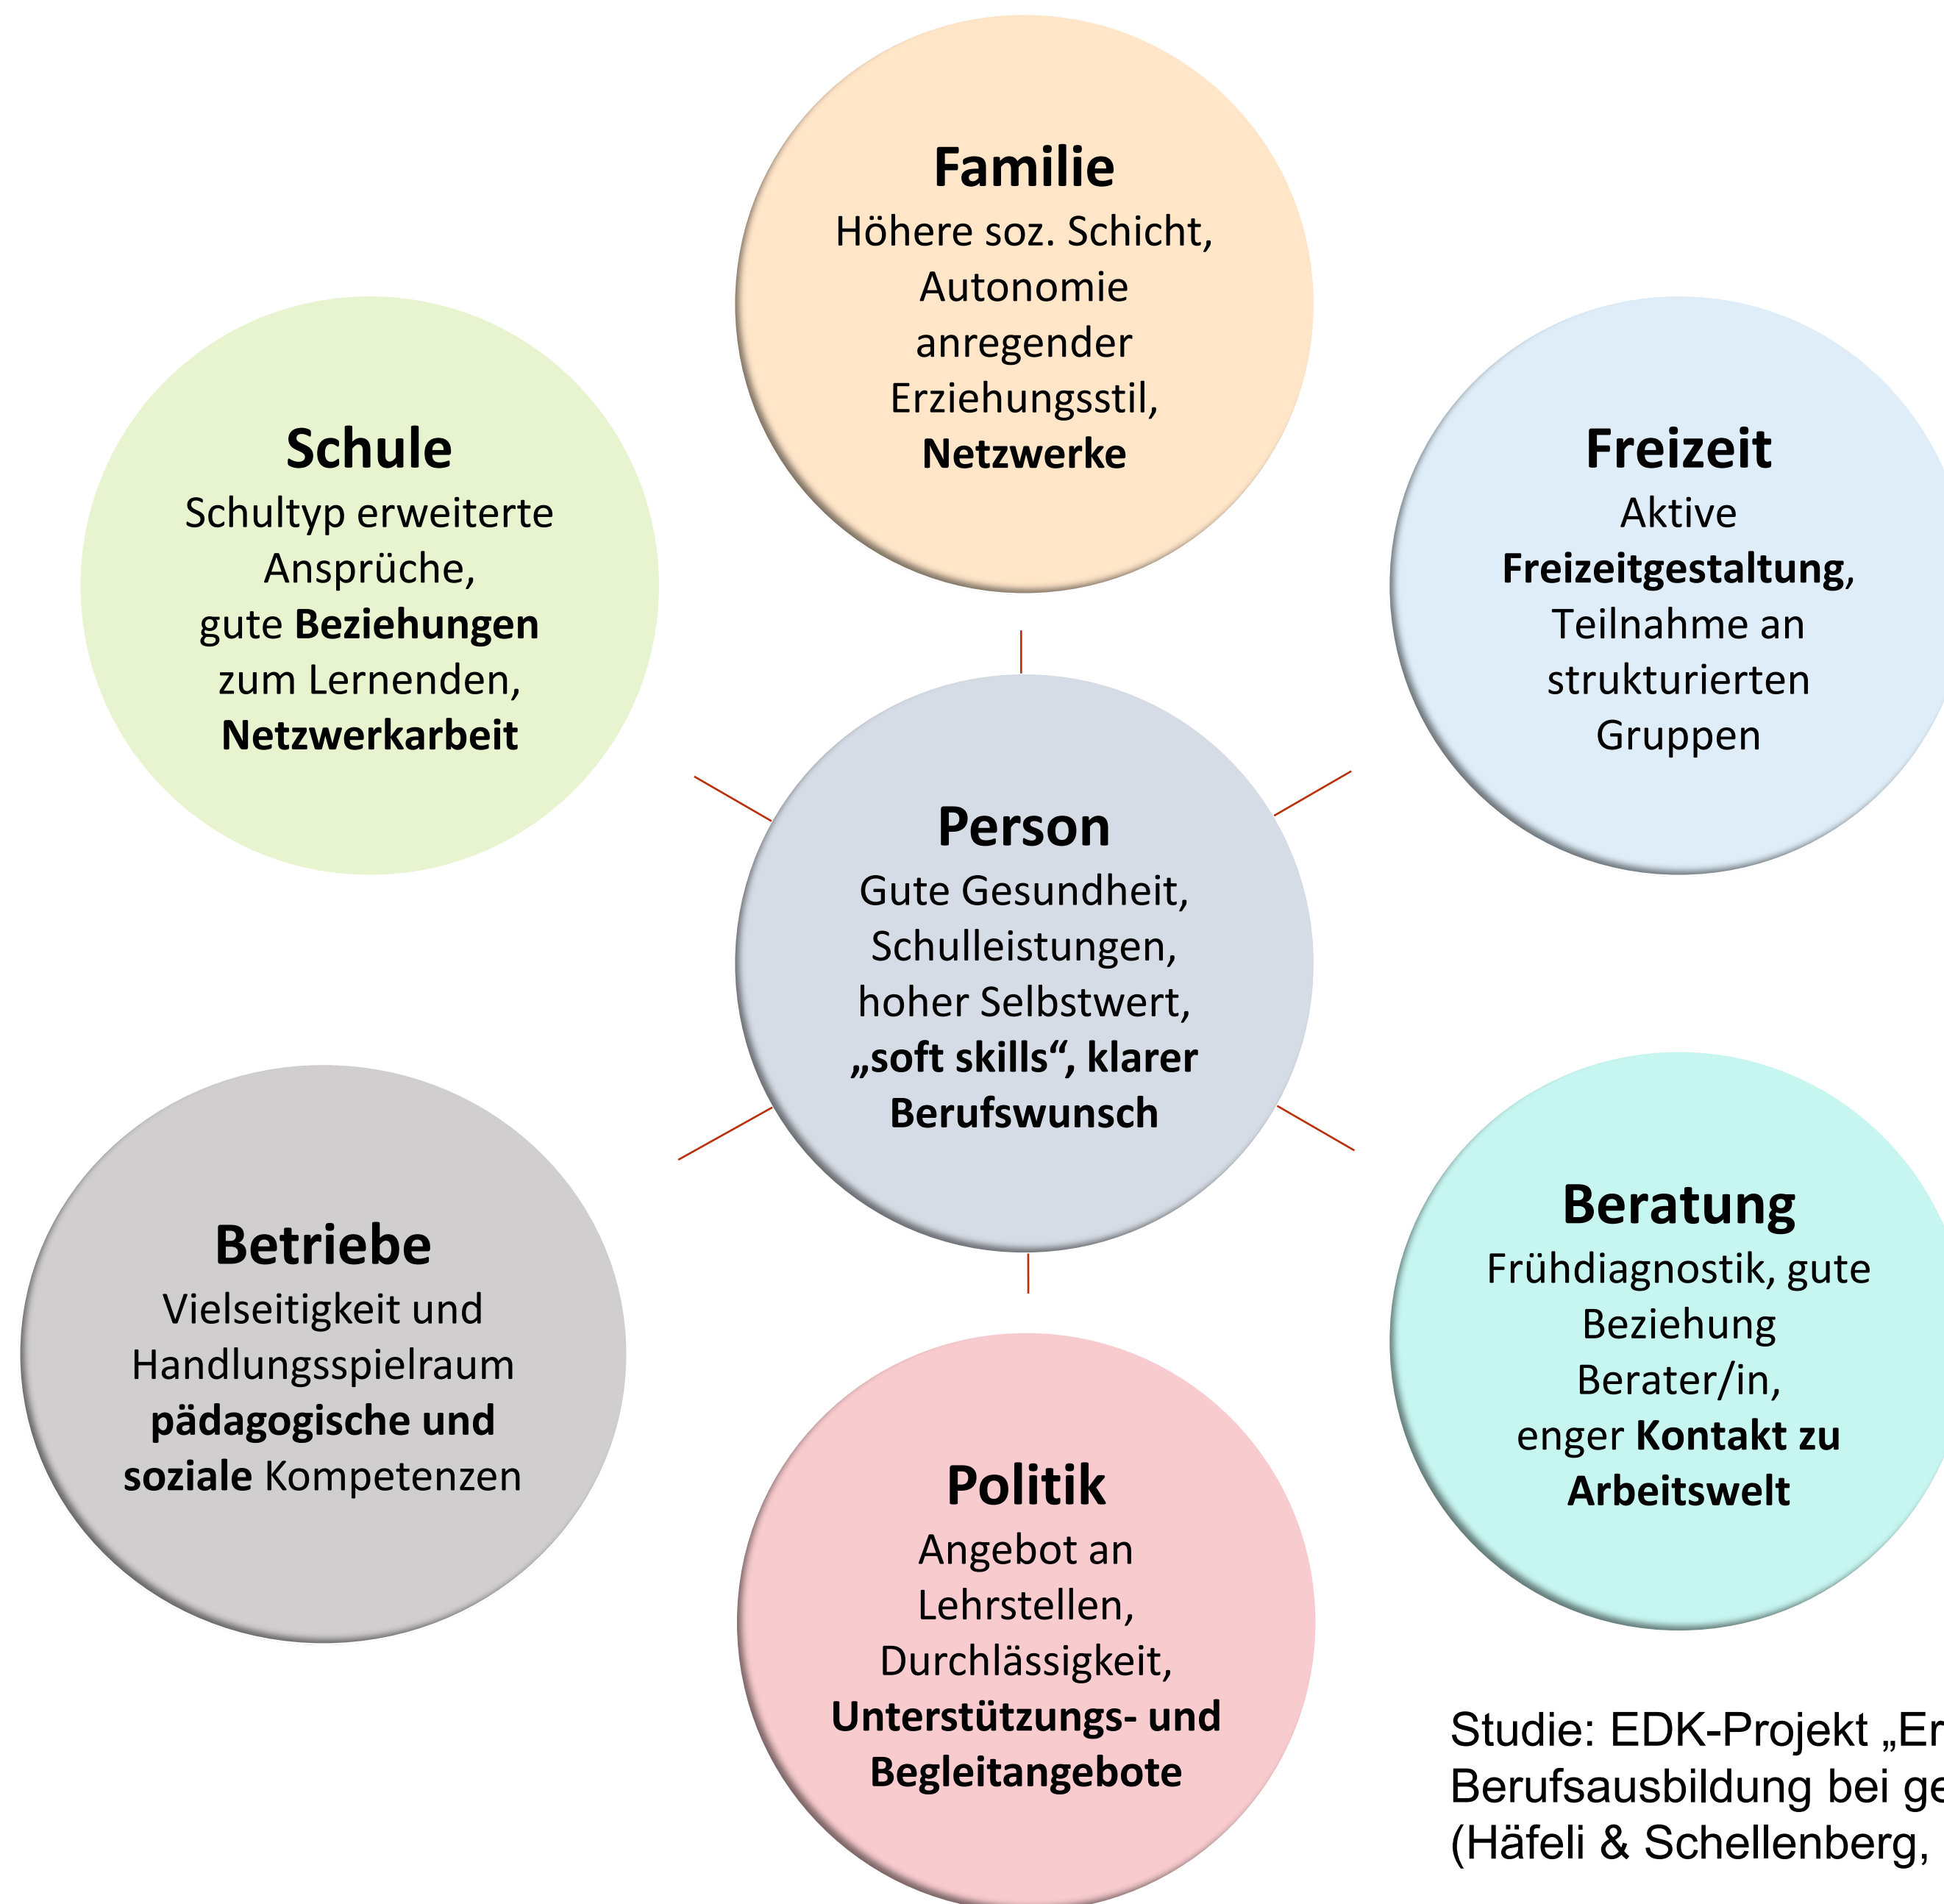 Familie
Höhere soz. Schicht,
Autonomie
anregender
Erziehungsstil,
Netzwerke
Schule
Schultyp erweiterte
Ansprüche,
gute Beziehungen
zum Lernenden,
Netzwerkarbeit
Freizeit
Aktive
Freizeitgestaltung,
Teilnahme an
strukturierten
Gruppen
Person
Gute Gesundheit,
Schulleistungen,
hoher Selbstwert,
„soft skills“, klarer
Berufswunsch
Betriebe
Vielseitigkeit und
Handlungsspielraum
pädagogische und
soziale Kompetenzen
Beratung
Frühdiagnostik, gute
Beziehung
Berater/in,
enger Kontakt zu
Arbeitswelt
Politik
Angebot an
Lehrstellen,
Durchlässigkeit,
Unterstützungs- und
Begleitangebote
Studie: EDK-Projekt
Berufsausbildung bei
(Häfeli & Schellenberg,